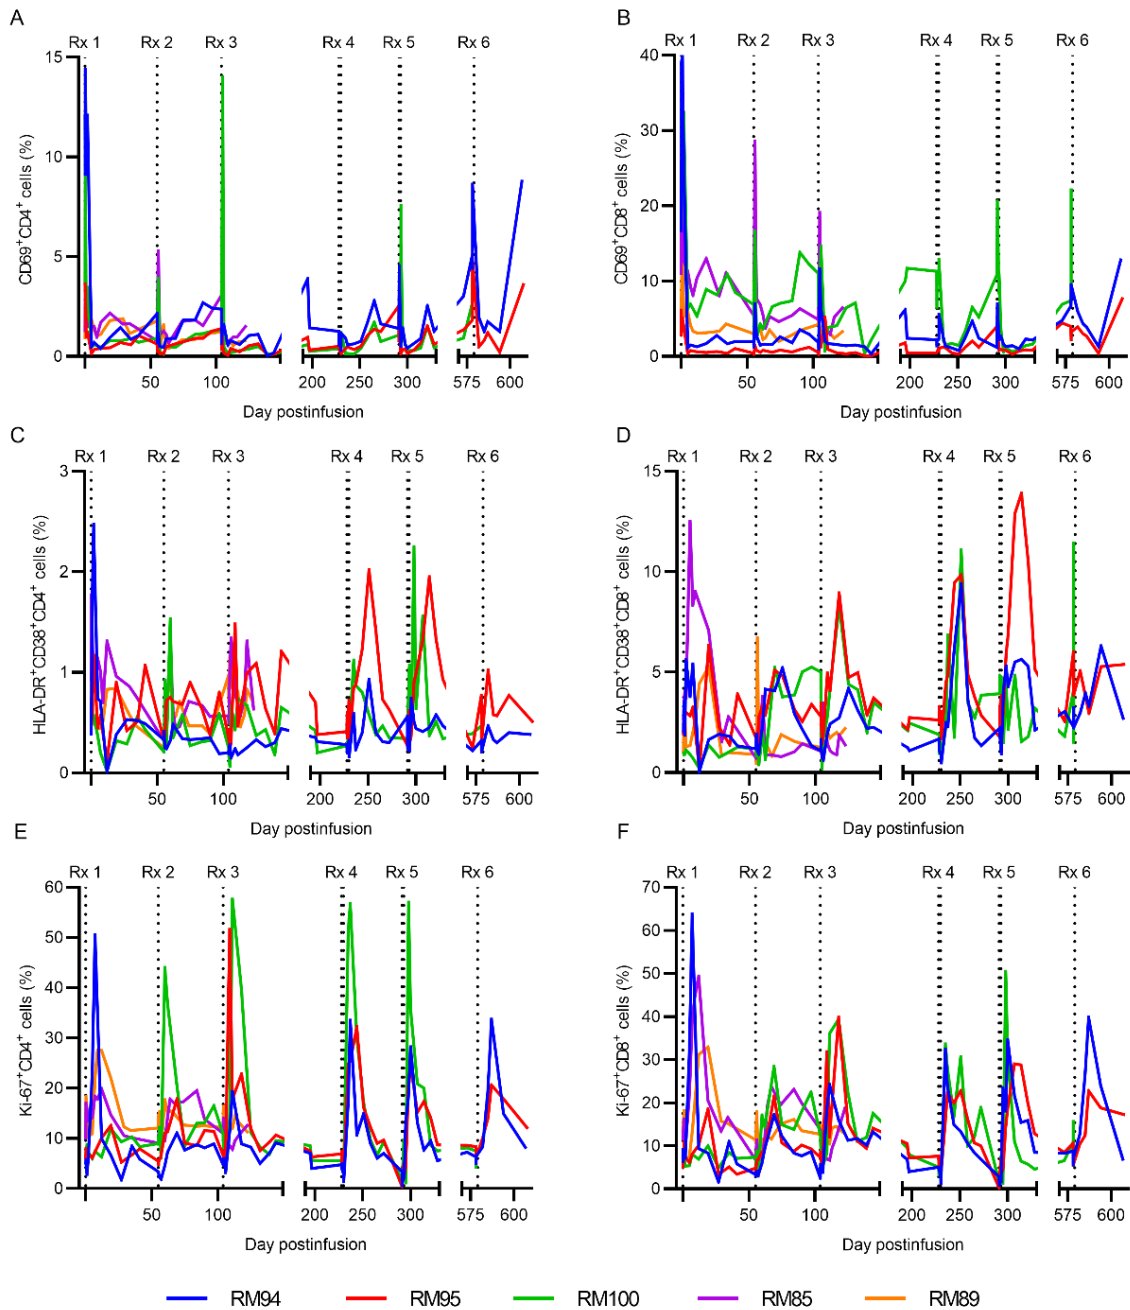 A
Rx 1 Rx 2 Rx 3 Rx 4 Rx 5 Rx 6
15
10
5
0
CD69+CD4+ cells (%)
50 100 200 250 300 575 600
Day postinfusion
B
Rx 1 Rx 2 Rx 3 Rx 4 Rx 5 Rx 6
40
30
20
10
0
CD69+CD8+ cells (%)
50 100 200 250 300 575 600
Day postinfusion
C
Rx 1 Rx 2 Rx 3 Rx 4 Rx 5 Rx 6
3
2
1
0
HLA-DR+CD38+CD4+ cells (%)
50 100 200 250 300 575 600
Day postinfusion
D
Rx 1 Rx 2 Rx 3 Rx 4 Rx 5 Rx 6
15
10
5
0
HLA-DR+CD38+CD8+ cells (%)
50 100 200 250 300 575 600
Day postinfusion
E
Rx 1 Rx 2 Rx 3 Rx 4 Rx 5 Rx 6
60
50
40
30
20
10
0
Ki-67+CD4+ cells (%)
50 100 200 250 300 575 600
Day postinfusion
F
Rx 1 Rx 2 Rx 3 Rx 4 Rx 5 Rx 6
70
60
50
40
30
20
10
0
Ki-67+CD8+ cells (%)
50 100 200 250 300 575 600
Day postinfusion
RM94 RM95 RM100 RM85 RM89